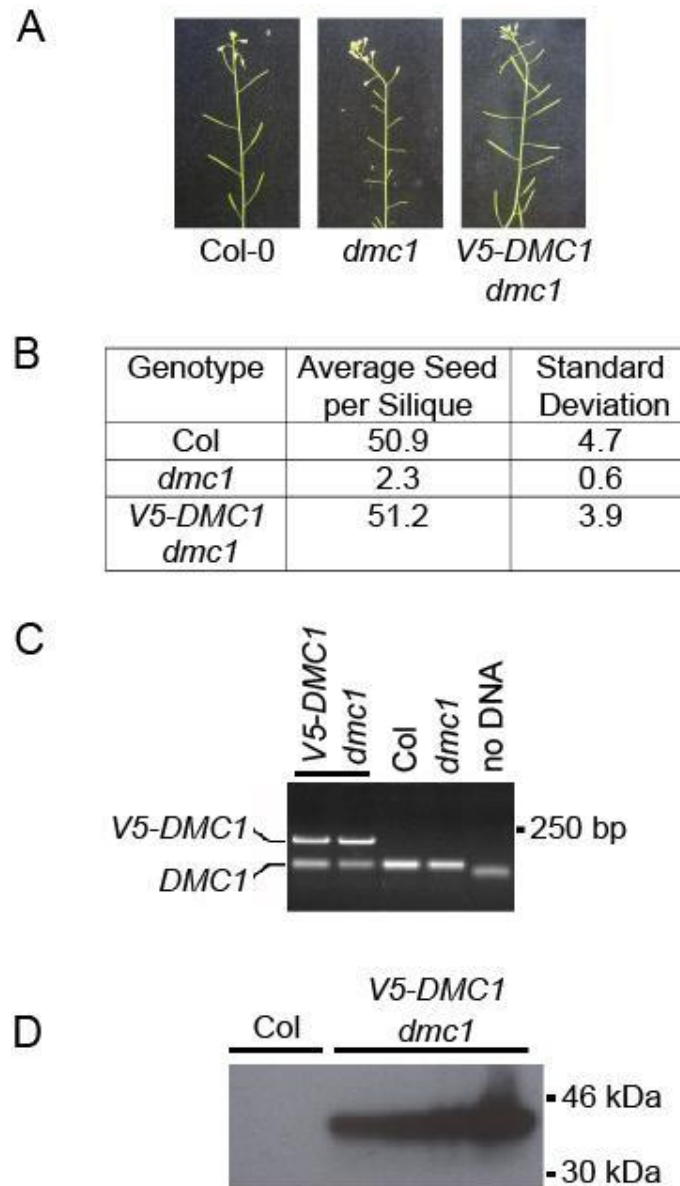 A
Col-0
dmc1
V5-DMC1
dmc1
B
Genotype
Average Seed
per Silique
Standard
Deviation
Col
50.9
4.7
dmc1
2.3
0.6
V5-DMC1
dmc1
51.2
3.9
C
V5-DMC1
dmc1
Col
dmc1
no DNA
V5-DMC1
250 bp
DMC1
D
Col
V5-DMC1
dmc1
46 kDa
30 kDa